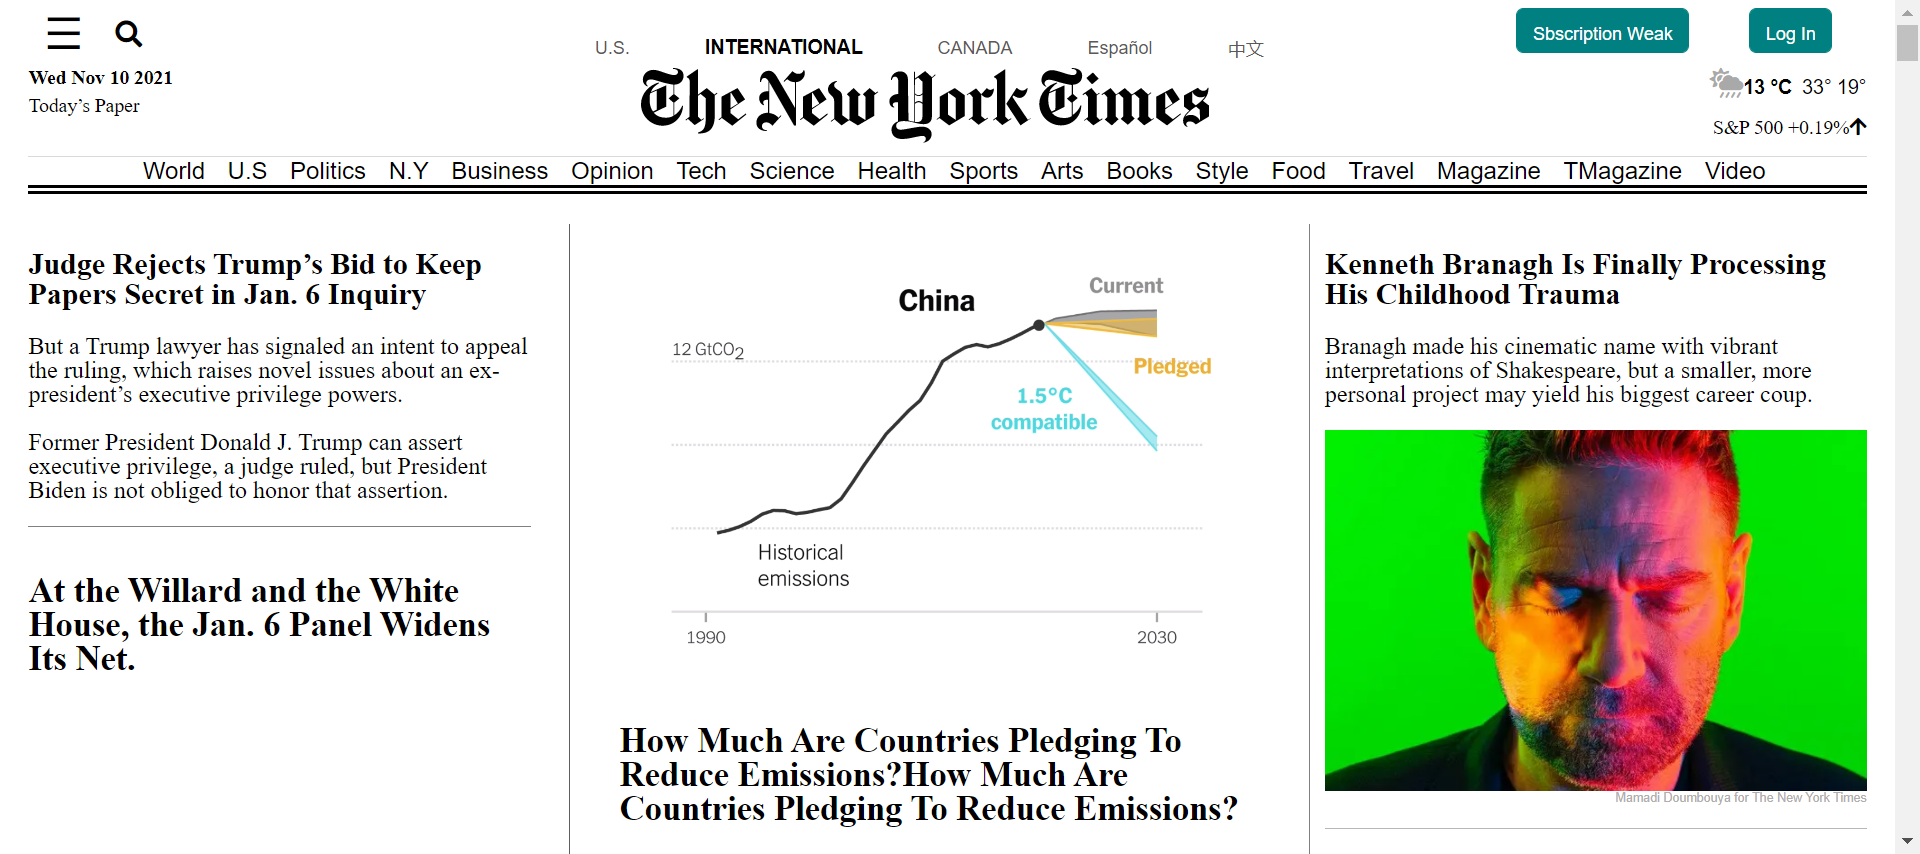 U.S. INTERNATIONAL CANADA Español 中文
Sbscription Weak Log In
Wed Nov 10 2021
Today’s Paper
The New York Times
13 °C 33° 19°
S&P 500 +0.19%
World U.S Politics N.Y Business Opinion Tech Science Health Sports Arts Books Style Food Travel Magazine TMagazine Video
Judge Rejects Trump’s Bid to Keep
Papers Secret in Jan. 6 Inquiry
But a Trump lawyer has signaled an intent to appeal
the ruling, which raises novel issues about an ex-
president’s executive privilege powers.
Former President Donald J. Trump can assert
executive privilege, a judge ruled, but President
Biden is not obliged to honor that assertion.
At the Willard and the White
House, the Jan. 6 Panel Widens
Its Net.
China
Current
12 GtCO2
Pledged
1.5°C
compatible
Historical
emissions
1990 2030
How Much Are Countries Pledging To
Reduce Emissions?How Much Are
Countries Pledging To Reduce Emissions?
Kenneth Branagh Is Finally Processing
His Childhood Trauma
Branagh made his cinematic name with vibrant
interpretations of Shakespeare, but a smaller, more
personal project may yield his biggest career coup.
Mamadi Doumbouya for The New York Times